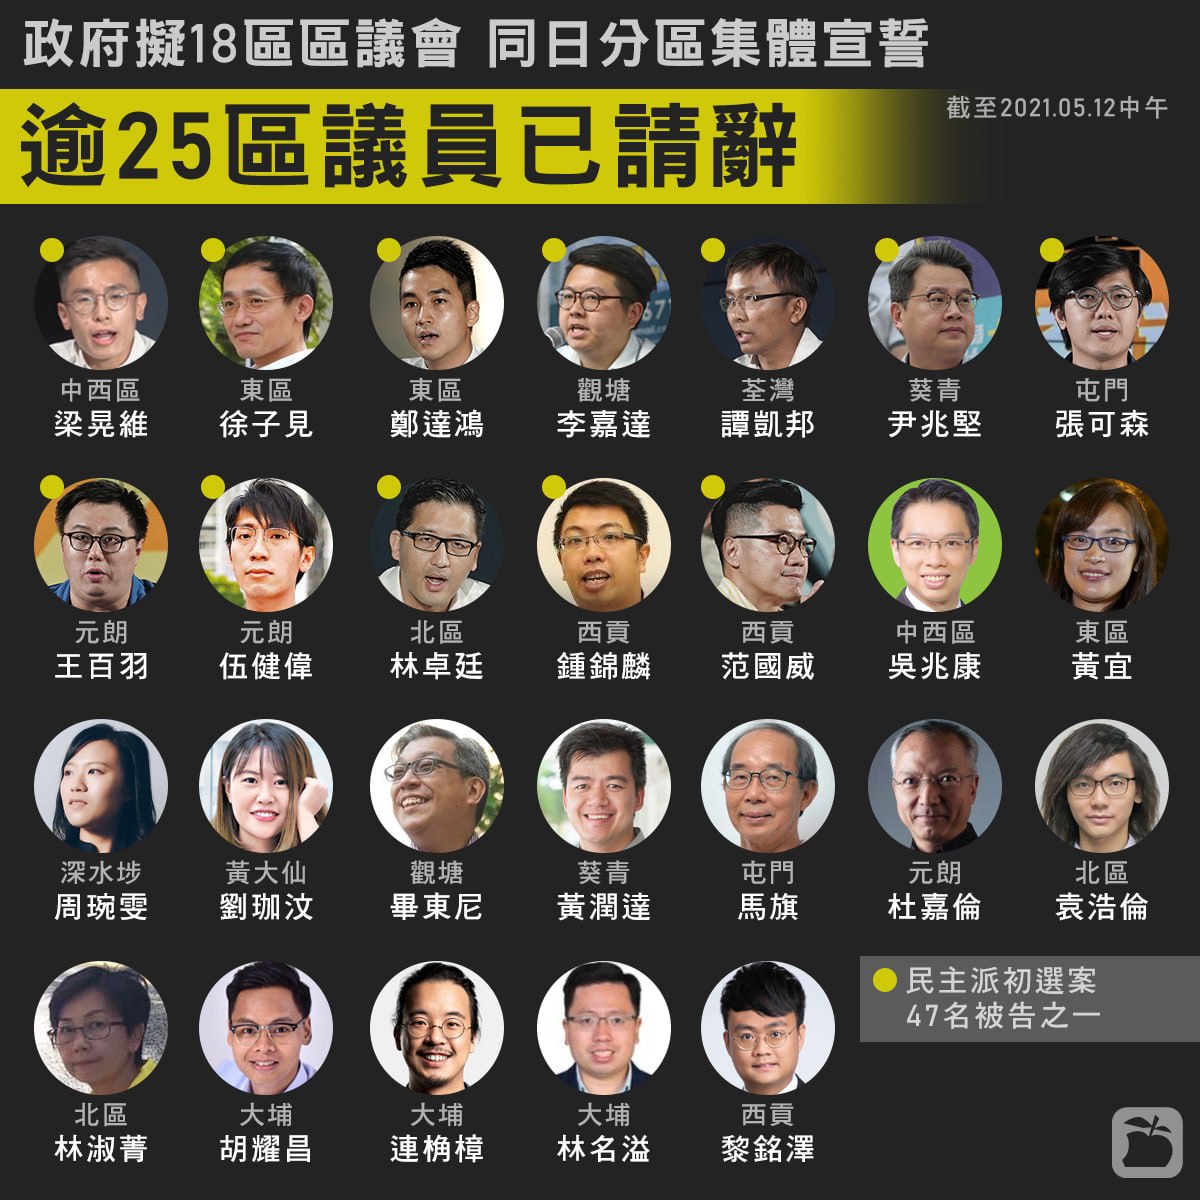 政府擬18區區議會 同日分區集體宣誓
截至2021.05.12中午
逾25區議員已請辭
中西區 東區 東區 觀塘 荃灣 葵青 屯門
梁晃維 徐子見 鄭達鴻 李嘉達 譚凱邦 尹兆堅 張可森
元朗 元朗 北區 西貢 西貢 中西區 東區
王百羽 伍健偉 林卓廷 鍾錦麟 范國威 吳兆康 黃宜
深水埗 黃大仙 觀塘 葵青 屯門 元朗 北區
周琬雯 劉珈汶 畢東尼 黃潤達 馬旗 杜嘉倫 袁浩倫
民主派初選案
47名被告之一
北區 大埔 大埔 大埔 西貢
林淑菁 胡耀昌 連桷樟 林名溢 黎銘澤